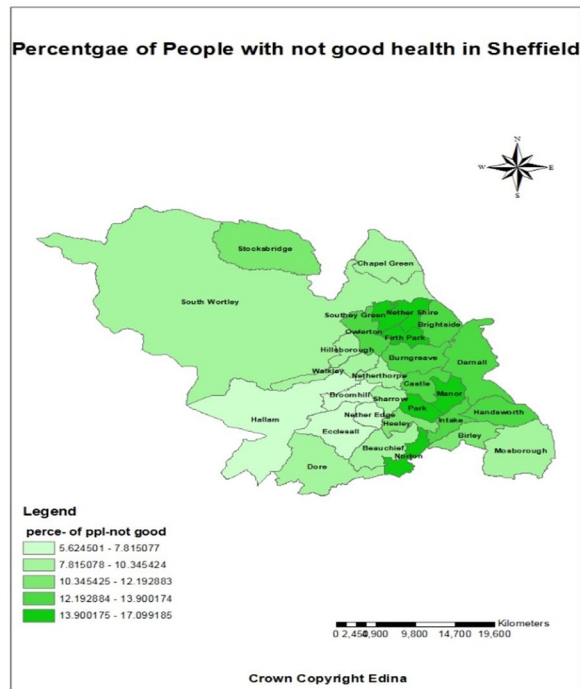 Percentgae of People with not good health in Sheffield
N
W E
S
Stocksbridge
Chapel Green
South Wortley
Southey Green
Nether Shire
Brightside
Owlerton
Firth Park
Hillsborough
Burngreave
Darnall
Walkley
Netherthorpe
Castle
Manor
Broomhill
Sharrow
Park
Handsworth
Hallam
Nether Edge
Heeley
Intake
Ecclesall
Birley
Beauchief
Norton
Mosborough
Dore
Legend
perce- of ppl-not good
5.624501 - 7.815077
7.815078 - 10.345424
10.345425 - 12.192883
12.192884 - 13.900174
13.900175 - 17.099185
Kilometers
0 2,4504,900 9,800 14,700 19,600
Crown Copyright Edina